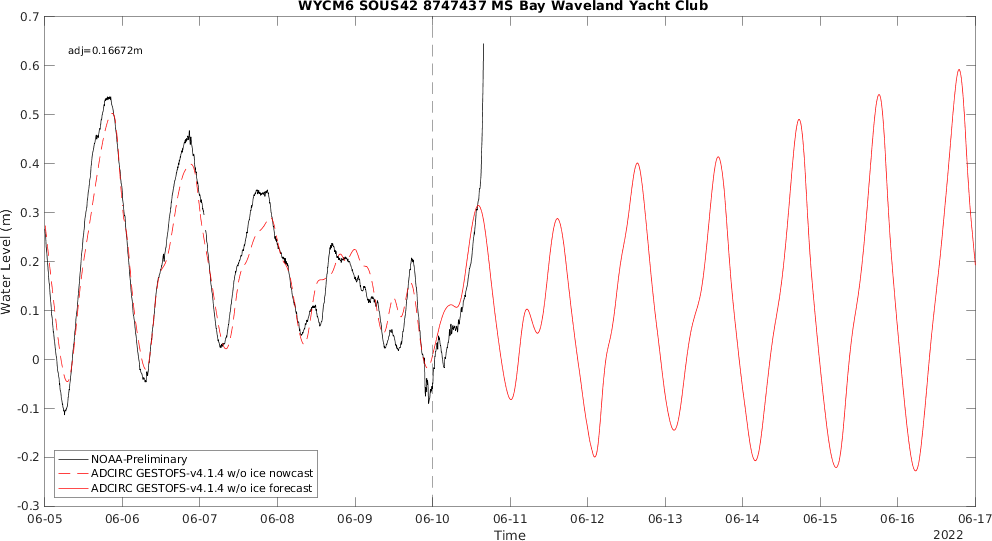 WYCM6 SOUS42 8747437 MS Bay Waveland Yacht Club
adj=0.16672m
Water Level (m)
0.7
0.6
0.5
0.4
0.3
0.2
0.1
0
-0.1
-0.2
-0.3
NOAA-Preliminary
ADCIRC GESTOFS-v4.1.4 w/o ice nowcast
ADCIRC GESTOFS-v4.1.4 w/o ice forecast
06-05 06-06 06-07 06-08 06-09 06-10 06-11 06-12 06-13 06-14 06-15 06-16 06-17
Time
2022